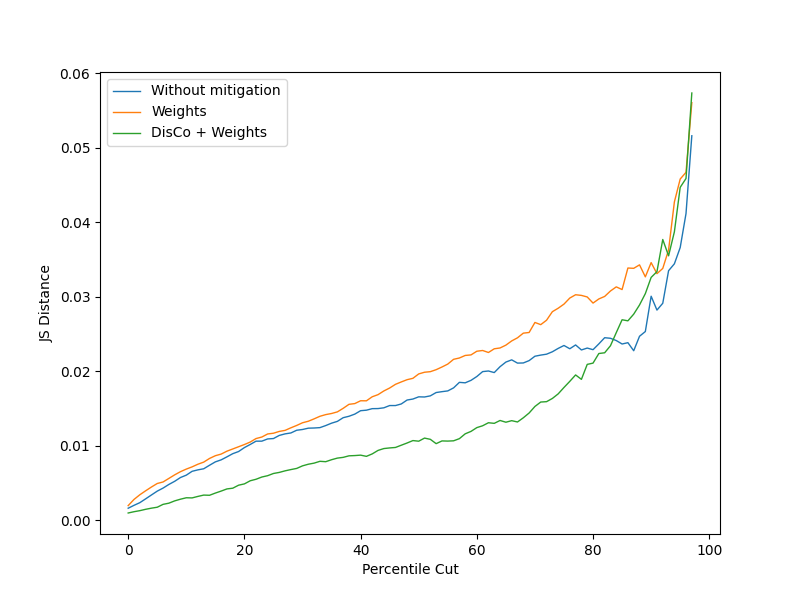 0.06
0.05
0.04
0.03
0.02
0.01
0.00
JS Distance
Without mitigation
Weights
DisCo + Weights
0
20
40
60
80
100
Percentile Cut